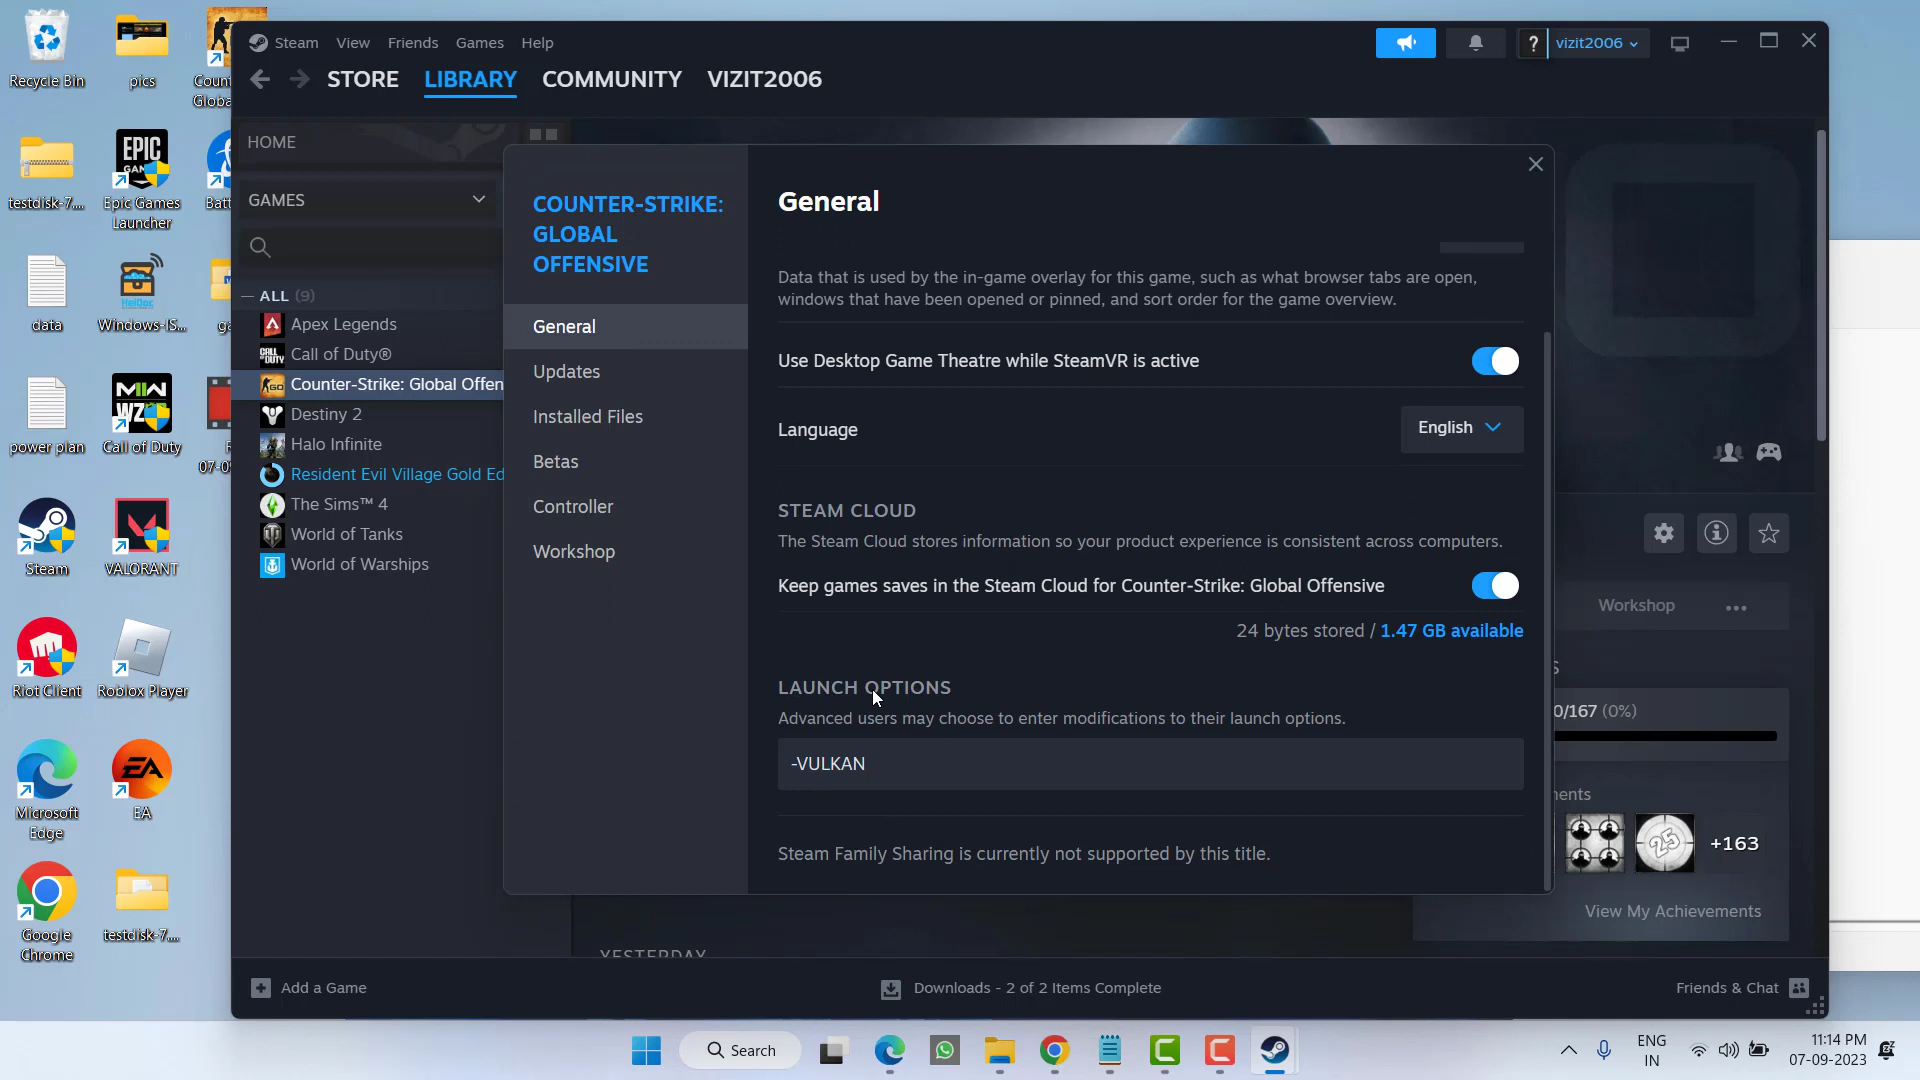 Recycle Bin
pics
testdisk-7....
Epic Games
Launcher
data
Windows-IS...
power plan
Call of Duty
Steam
VALORANT
Riot Client
Roblox Player
Microsoft
Edge
EA
Google
Chrome
testdisk-7....
Steam
View
Friends
Games
Help
vizit2006
STORE
LIBRARY
COMMUNITY
VIZIT2006
HOME
GAMES
ALL (9)
Apex Legends
Call of Duty®
Counter-Strike: Global Offen
Destiny 2
Halo Infinite
Resident Evil Village Gold Ed
The Sims™ 4
World of Tanks
World of Warships
COUNTER-STRIKE:
GLOBAL
OFFENSIVE
General
Updates
Installed Files
Betas
Controller
Workshop
General
Data that is used by the in-game overlay for this game, such as what browser tabs are open,
windows that have been opened or pinned, and sort order for the game overview.
Use Desktop Game Theatre while SteamVR is active
Language
English
STEAM CLOUD
The Steam Cloud stores information so your product experience is consistent across computers.
Keep games saves in the Steam Cloud for Counter-Strike: Global Offensive
24 bytes stored / 1.47 GB available
LAUNCH OPTIONS
Advanced users may choose to enter modifications to their launch options.
-VULKAN
Steam Family Sharing is currently not supported by this title.
Workshop
0/167 (0%)
+163
View My Achievements
YESTERDAY
Add a Game
Downloads - 2 of 2 Items Complete
Friends & Chat
Search
ENG
IN
11:14 PM
07-09-2023